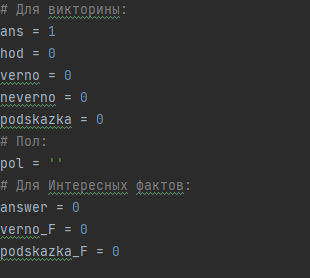 # Для викторины:
ans = 1
hod = 0
verno = 0
neverno = 0
podskazka = 0
# Пол:
pol = ''
# Для Интересных фактов:
answer = 0
verno_F = 0
podskazka_F = 0